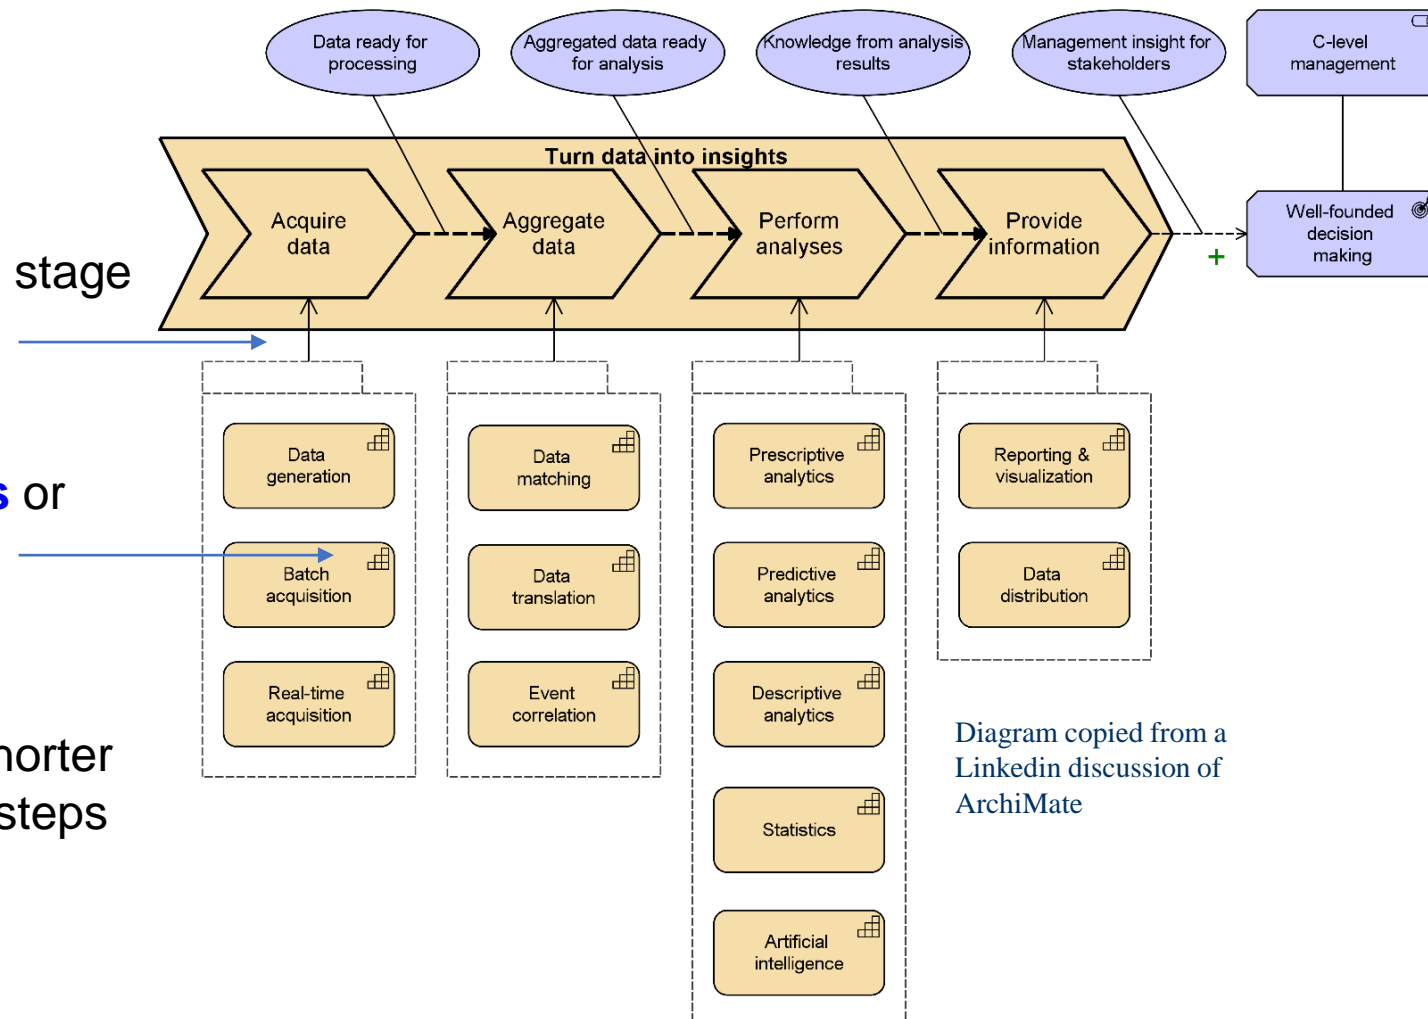 Data ready for
processing
Aggregated data ready
for analysis
Knowledge from analysis
results
Management insight for
stakeholders
C-level
management
Turn data into insights
Acquire
data
Aggregate
data
Perform
analyses
Provide
information
Well-founded
decision
making
+
stage
s or
horter
steps
Data
generation
Batch
acquisition
Real-time
acquisition
Data
matching
Data
translation
Event
correlation
Prescriptive
analytics
Predictive
analytics
Descriptive
analytics
Statistics
Artificial
intelligence
Reporting &
visualization
Data
distribution
Diagram copied from a
Linkedin discussion of
ArchiMate